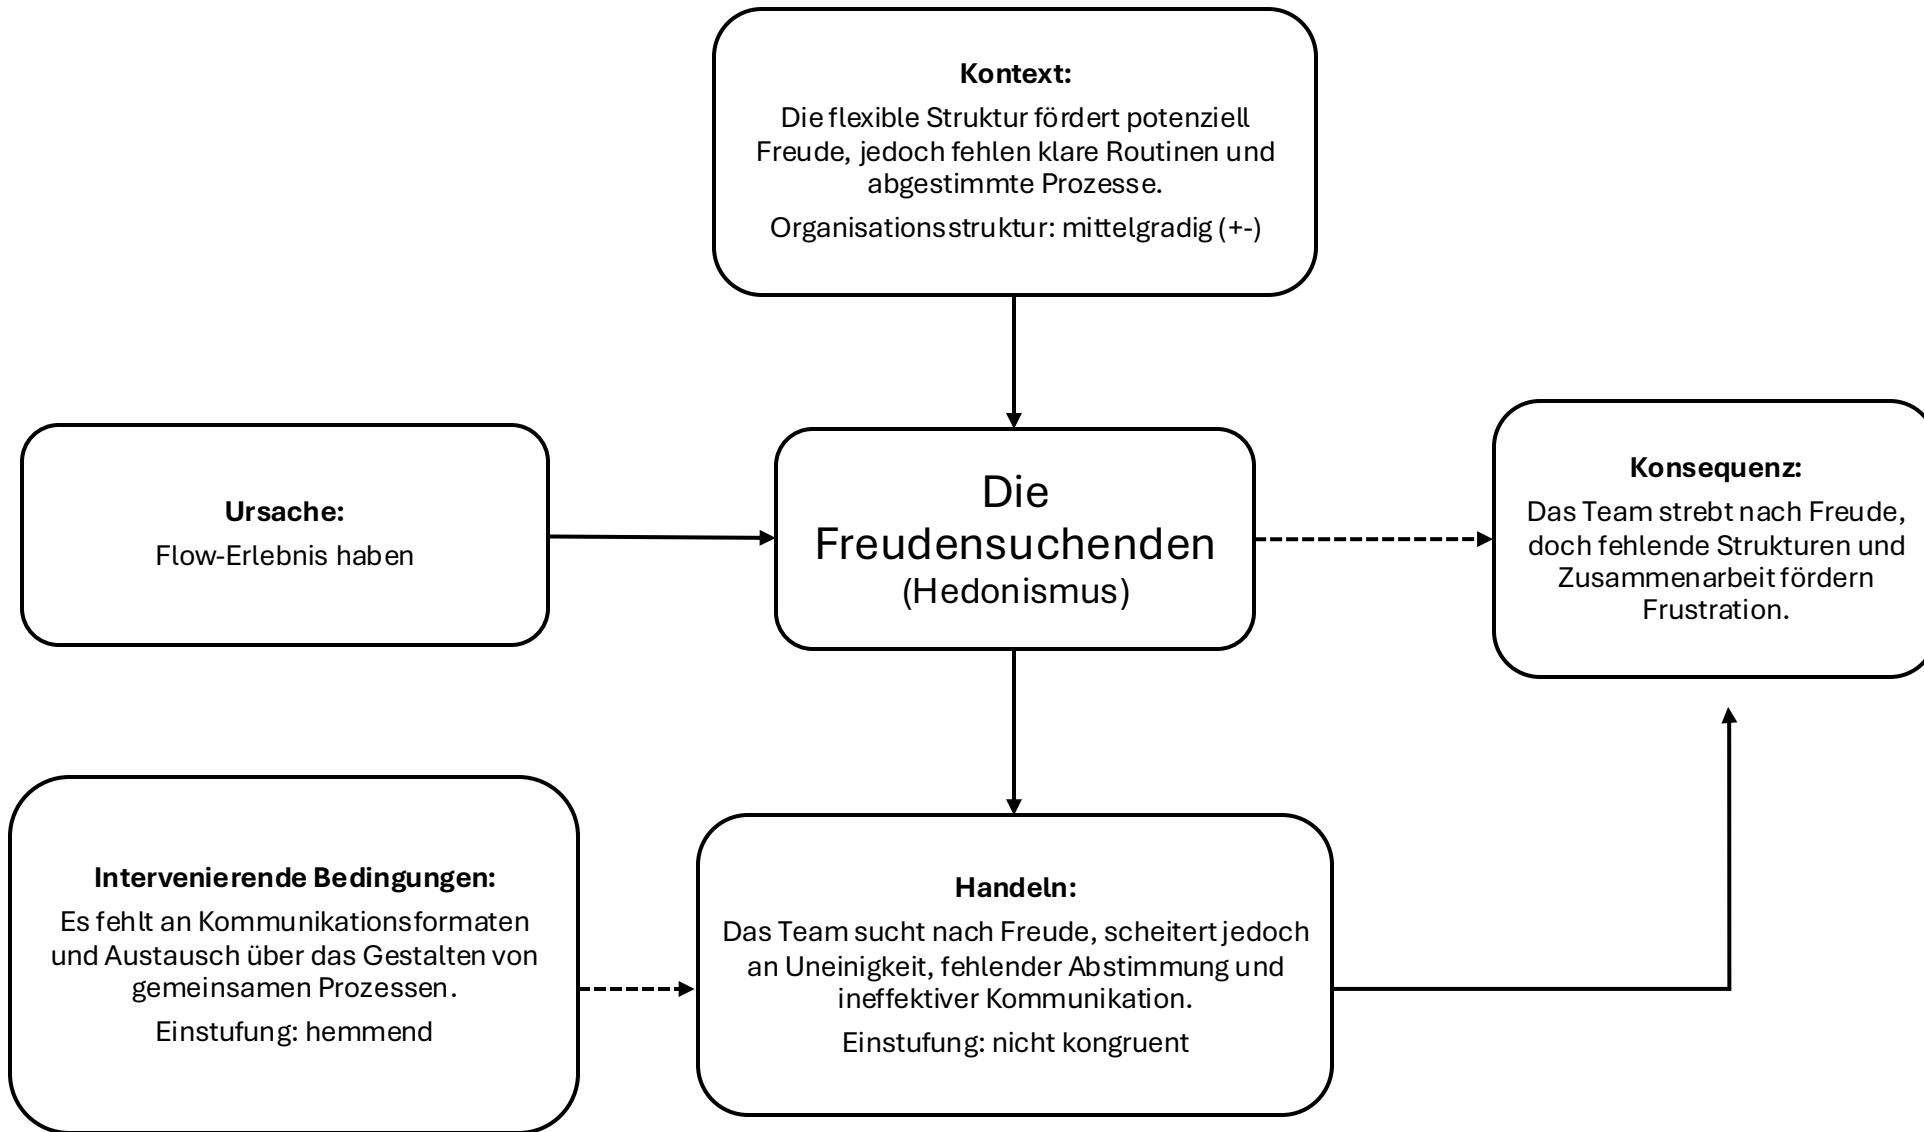 Kontext:
Die flexible Struktur fördert potenziell
Freude, jedoch fehlen klare Routinen und
abgestimmte Prozesse.
Organisationsstruktur: mittelgradig (+-)
Ursache:
Flow-Erlebnis haben
Die
Freudensuchenden
(Hedonismus)
Konsequenz:
Das Team strebt nach Freude,
doch fehlende Strukturen und
Zusammenarbeit fördern
Frustration.
Intervenierende Bedingungen:
Es fehlt an Kommunikationsformaten
und Austausch über das Gestalten von
gemeinsamen Prozessen.
Einstufung: hemmend
Handeln:
Das Team sucht nach Freude, scheitert jedoch
an Uneinigkeit, fehlender Abstimmung und
ineffektiver Kommunikation.
Einstufung: nicht kongruent